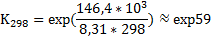 K₂₉₈ = exp(146,4 * 10³ / 8,31 * 298) ≈ exp59